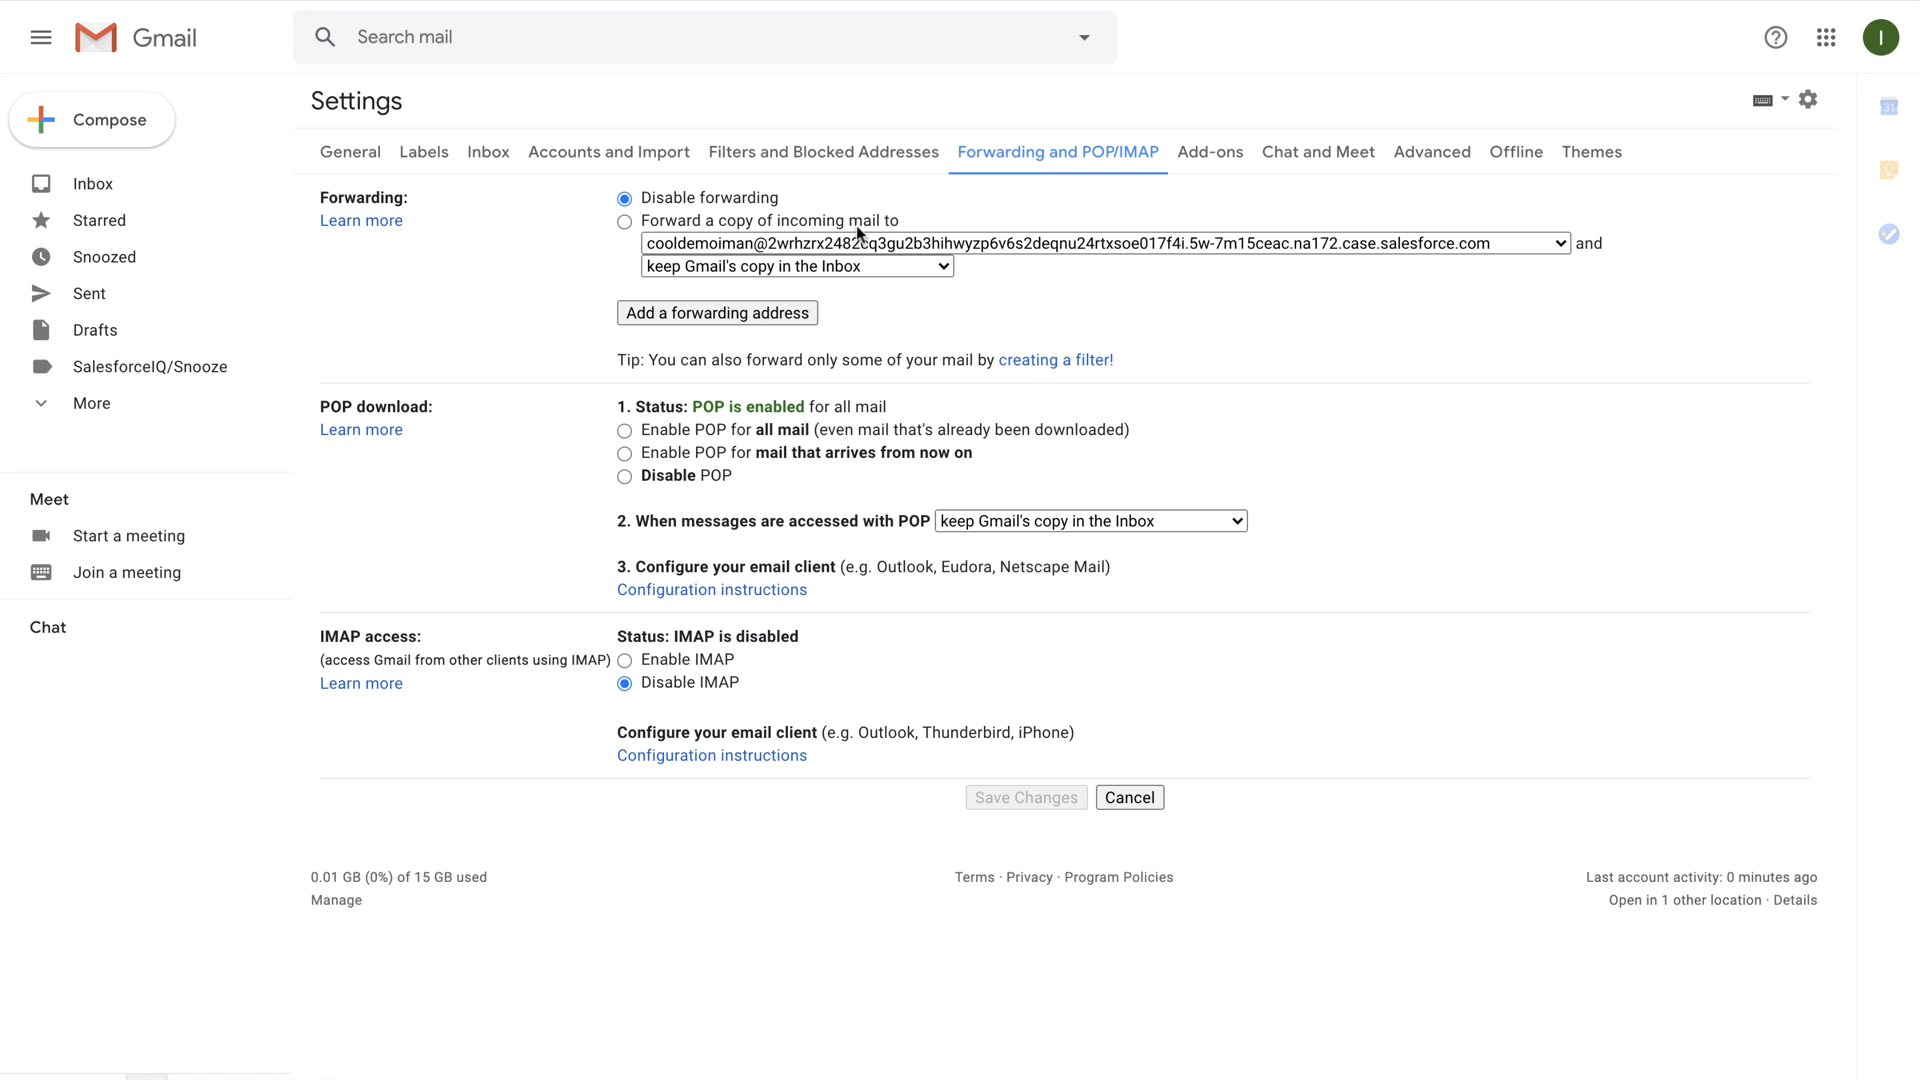 Gmail
Search mail
I
Compose
Inbox
Starred
Snoozed
Sent
Drafts
SalesforceIQ/Snooze
More
Meet
Start a meeting
Join a meeting
Chat
Settings
General Labels Inbox Accounts and Import Filters and Blocked Addresses Forwarding and POP/IMAP Add-ons Chat and Meet Advanced Offline Themes
Forwarding:
Learn more
Disable forwarding
Forward a copy of incoming mail to
cooldemoiman@2wrhzrx2482cq3gu2b3hihwyzp6v6s2deqnu24rtxsoe017f4i.5w-7m15ceac.na172.case.salesforce.com and
keep Gmail's copy in the Inbox
Add a forwarding address
Tip: You can also forward only some of your mail by creating a filter!
POP download:
Learn more
1. Status: POP is enabled for all mail
Enable POP for all mail (even mail that's already been downloaded)
Enable POP for mail that arrives from now on
Disable POP
2. When messages are accessed with POP keep Gmail's copy in the Inbox
3. Configure your email client (e.g. Outlook, Eudora, Netscape Mail)
Configuration instructions
IMAP access:
(access Gmail from other clients using IMAP)
Learn more
Status: IMAP is disabled
Enable IMAP
Disable IMAP
Configure your email client (e.g. Outlook, Thunderbird, iPhone)
Configuration instructions
Save Changes Cancel
0.01 GB (0%) of 15 GB used
Manage
Terms · Privacy · Program Policies
Last account activity: 0 minutes ago
Open in 1 other location · Details
31